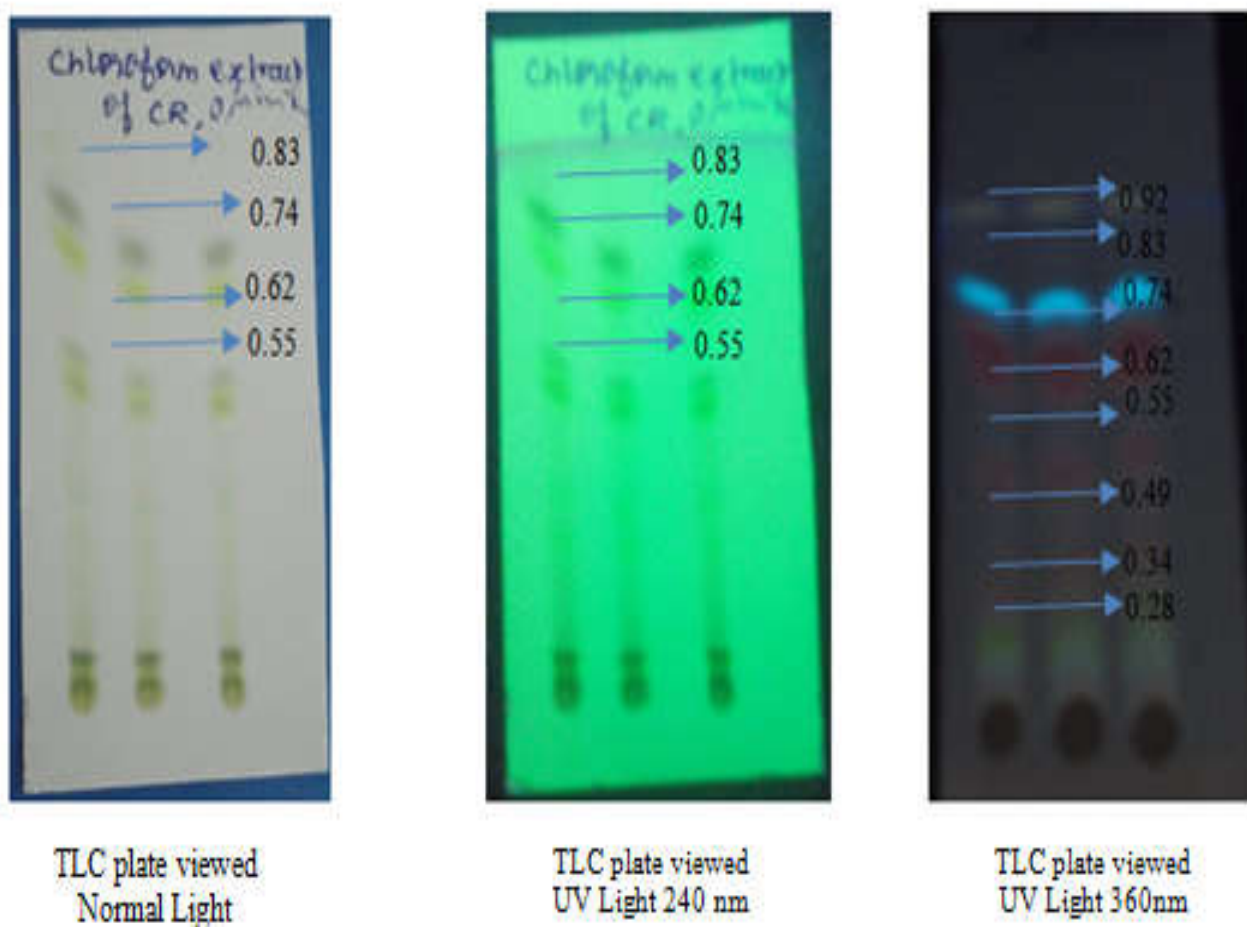 Chloroform extract
of CR,
0.83
0.74
0.62
0.55
TLC plate viewed
Normal Light
Chloroform extract
of CR,
0.83
0.74
0.62
0.55
TLC plate viewed
UV Light 240 nm
0.92
0.83
0.74
0.62
0.55
0.49
0.34
0.28
TLC plate viewed
UV Light 360nm